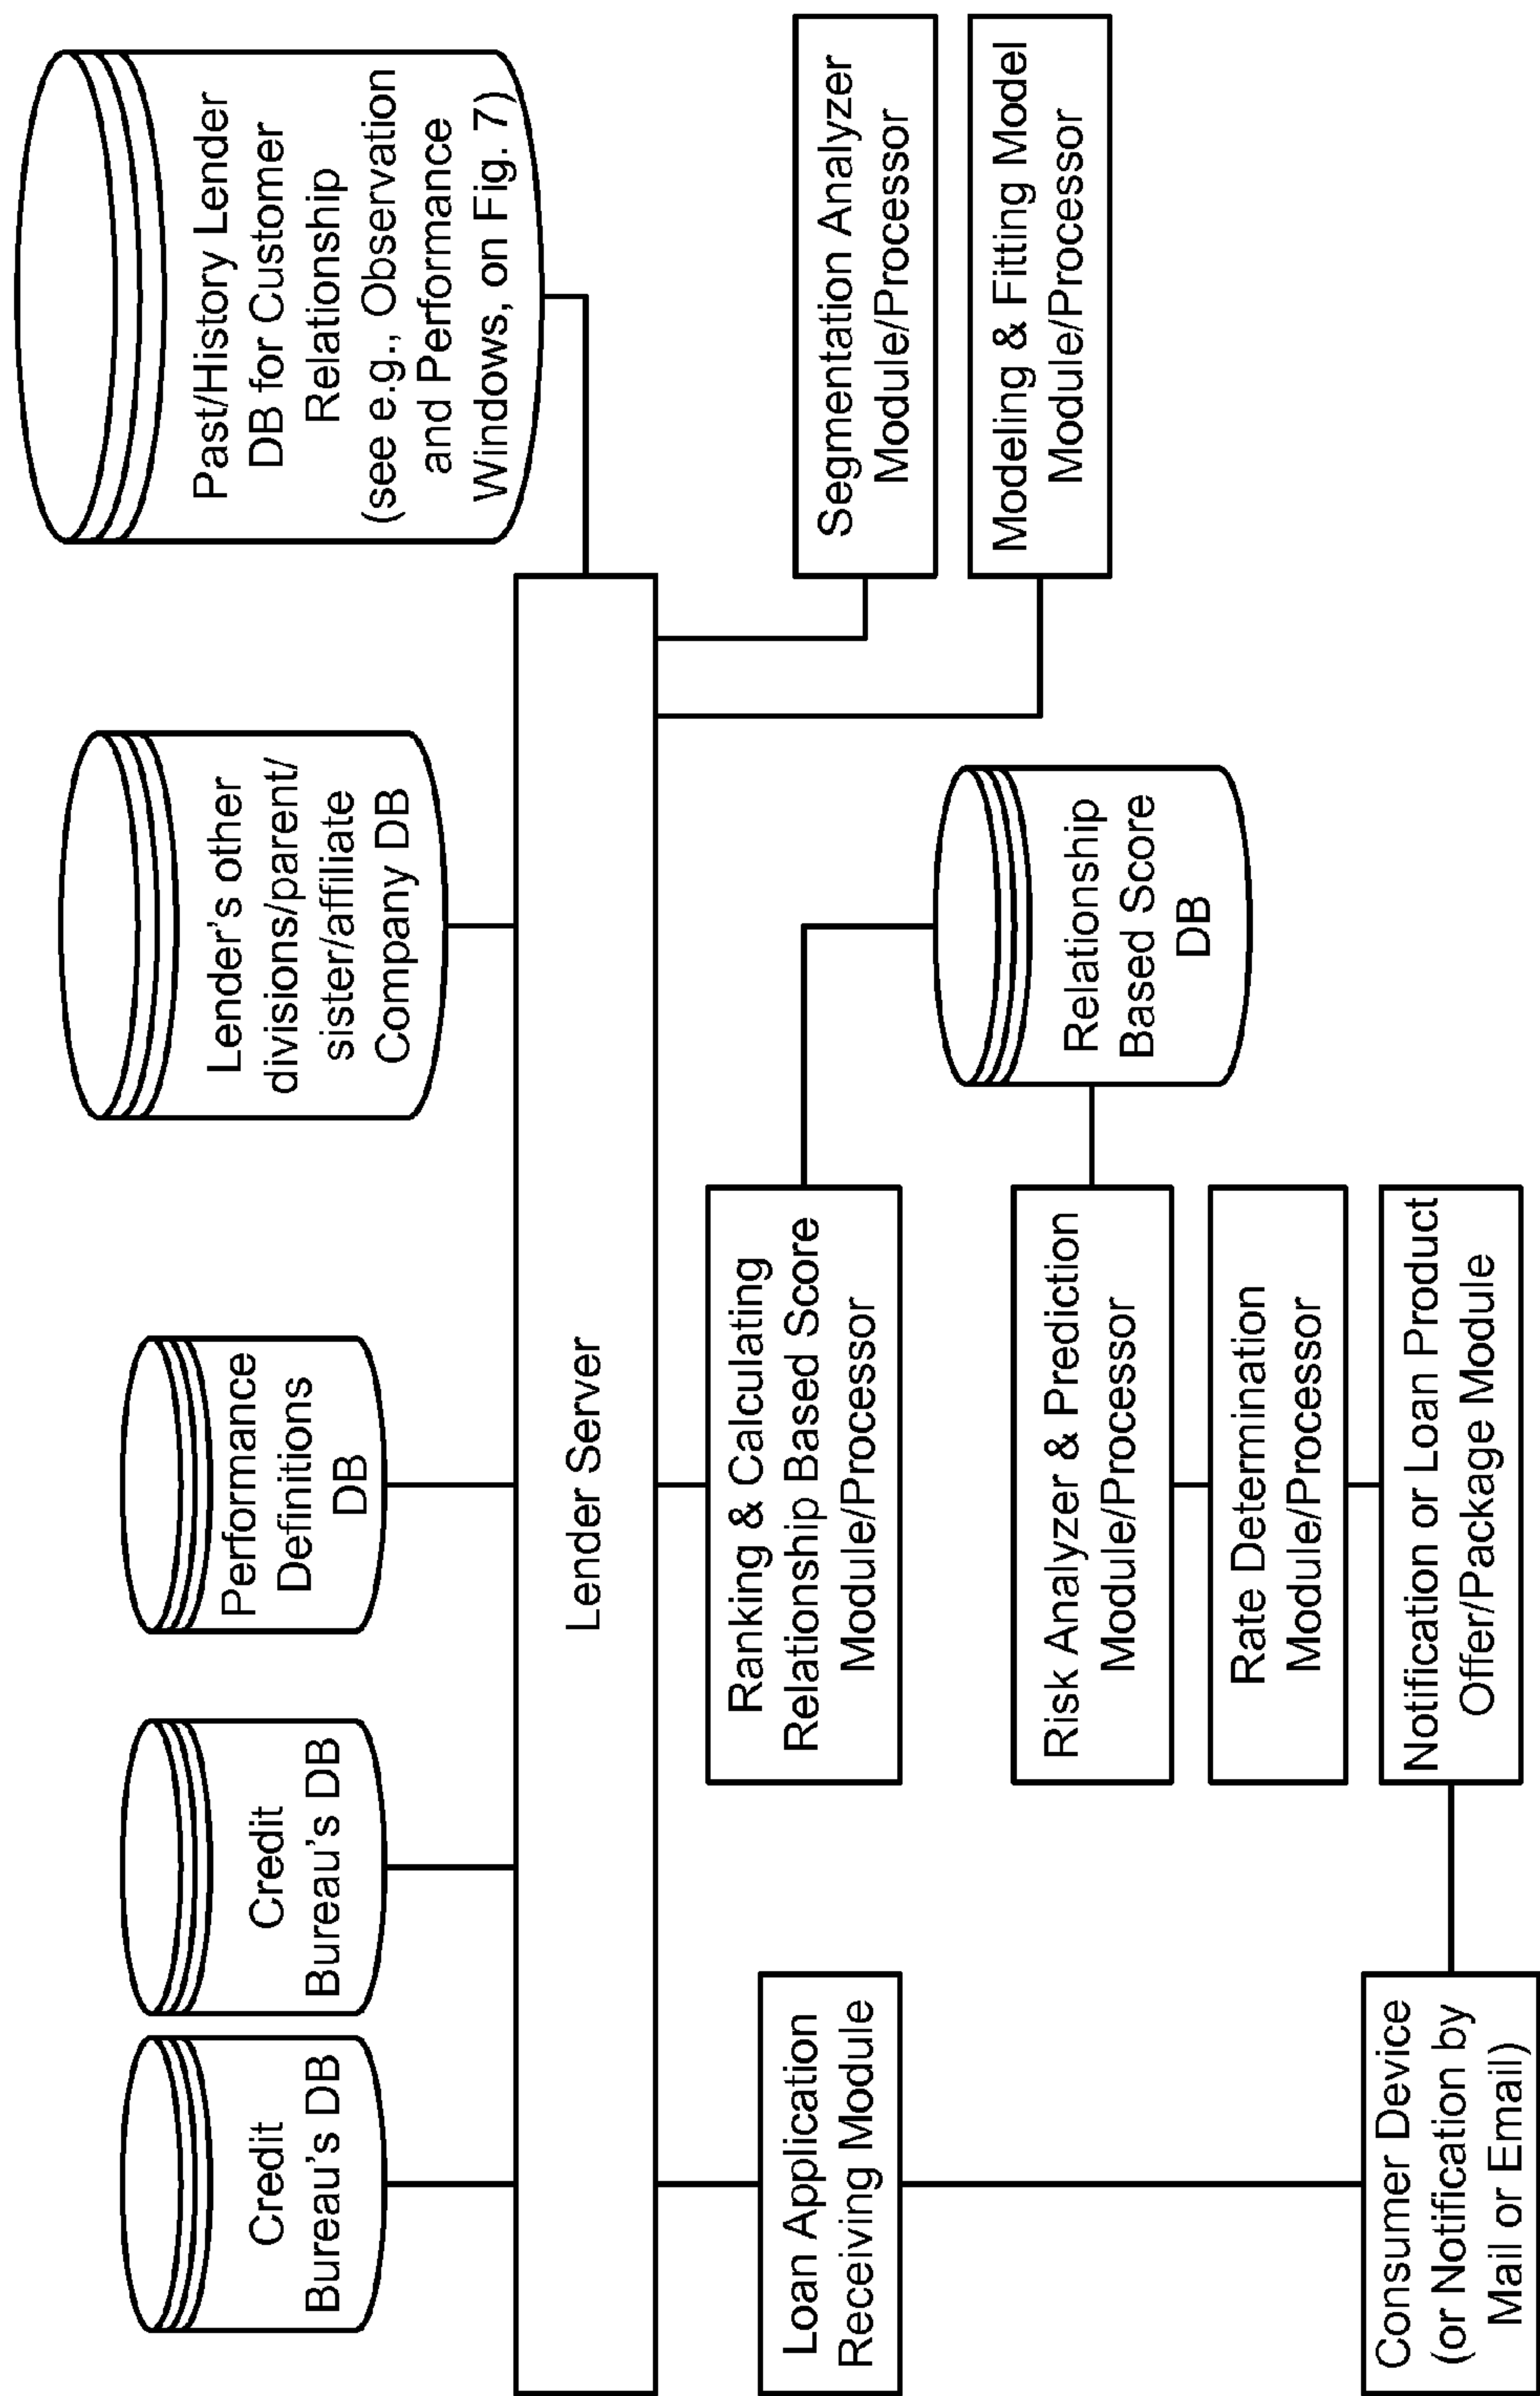 Credit
Bureau's DB
Credit
Bureau's DB
Performance
Definitions
DB
Lender's other
divisions/parent/
sister/affiliate
Company DB
Past/History Lender
DB for Customer
Relationship
(see e.g., Observation
and Performance
Windows, on Fig. 7)
Lender Server
Loan Application
Receiving Module
Ranking & Calculating
Relationship Based Score
Module/Processor
Relationship
Based Score
DB
Segmentation Analyzer
Module/Processor
Modeling & Fitting Model
Module/Processor
Risk Analyzer & Prediction
Module/Processor
Rate Determination
Module/Processor
Notification or Loan Product
Offer/Package Module
Consumer Device
(or Notification by
Mail or Email)